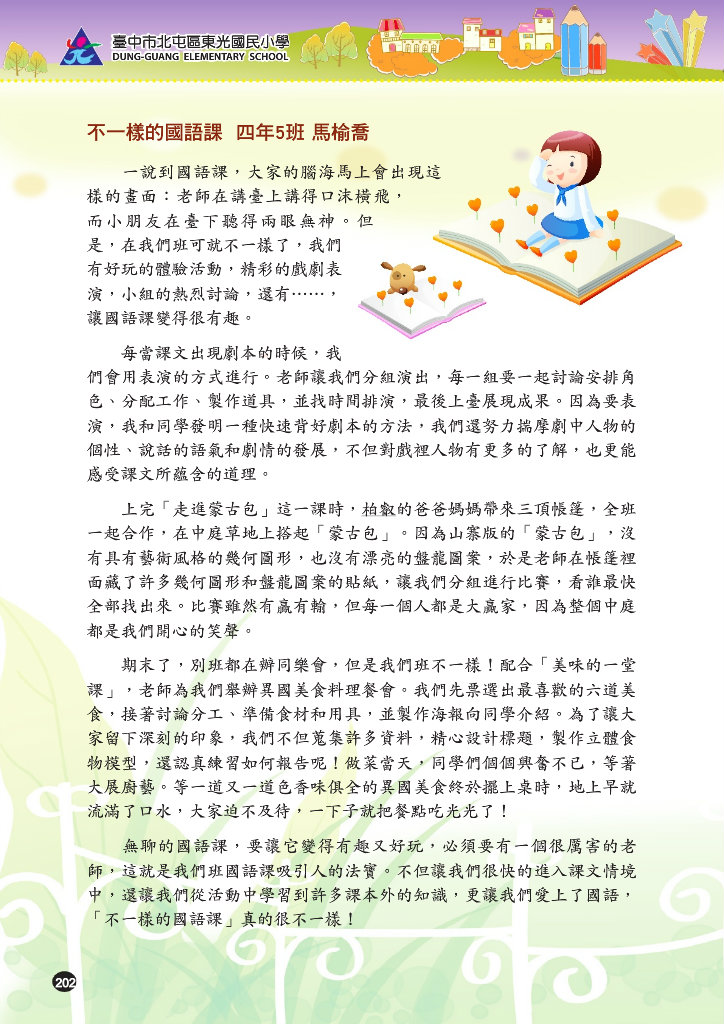 臺中市北屯區東光國民小學
DUNG-GUANG ELEMENTARY SCHOOL
不一樣的國語課 四年5班 馬榆喬
一說到國語課，大家的腦海馬上會出現這
樣的畫面：老師在講臺上講得口沫橫飛，
而小朋友在臺下聽得兩眼無神。但
是，在我們班可就不一樣了，我們
有好玩的體驗活動，精彩的戲劇表
演，小組的熱烈討論，還有……，
讓國語課變得很有趣。
每當課文出現劇本的時候，我
們會用表演的方式進行。老師讓我們分組演出，每一組要一起討論安排角
色、分配工作、製作道具，並找時間排演，最後上臺展現成果。因為要表
演，我和同學發明一種快速背好劇本的方法，我們還努力揣摩劇中人物的
個性、說話的語氣和劇情的發展，不但對戲裡人物有更多的了解，也更能
感受課文所蘊含的道理。
上完「走進蒙古包」這一課時，柏叡的爸爸媽媽帶來三頂帳篷，全班
一起合作，在中庭草地上搭起「蒙古包」。因為山寨版的「蒙古包」，沒
有具有藝術風格的幾何圖形，也沒有漂亮的盤龍圖案，於是老師在帳篷裡
面藏了許多幾何圖形和盤龍圖案的貼紙，讓我們分組進行比賽，看誰最快
全部找出來。比賽雖然有贏有輸，但每一個人都是大贏家，因為整個中庭
都是我們開心的笑聲。
期末了，別班都在辦同樂會，但是我們班不一樣！配合「美味的一堂
課」，老師為我們舉辦異國美食料理餐會。我們先票選出最喜歡的六道美
食，接著討論分工、準備食材和用具，並製作海報向同學介紹。為了讓大
家留下深刻的印象，我們不但蒐集許多資料，精心設計標題，製作立體食
物模型，還認真練習如何報告呢！做菜當天，同學們個個興奮不已，等著
大展廚藝。等一道又一道色香味俱全的異國美食終於擺上桌時，地上早就
流滿了口水，大家迫不及待，一下子就把餐點吃光光了！
無聊的國語課，要讓它變得有趣又好玩，必須要有一個很厲害的老
師，這就是我們班國語課吸引人的法寶。不但讓我們很快的進入課文情境
中，還讓我們從活動中學習到許多課本外的知識，更讓我們愛上了國語，
「不一樣的國語課」真的很不一樣！
202